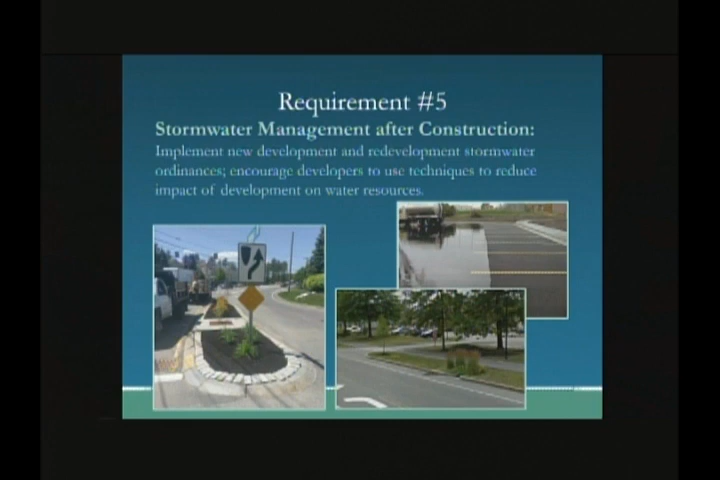 Requirement #5
Stormwater Management after Construction:
Implement new development and redevelopment stormwater
ordinances; encourage developers to use techniques to reduce
impact of development on water resources.